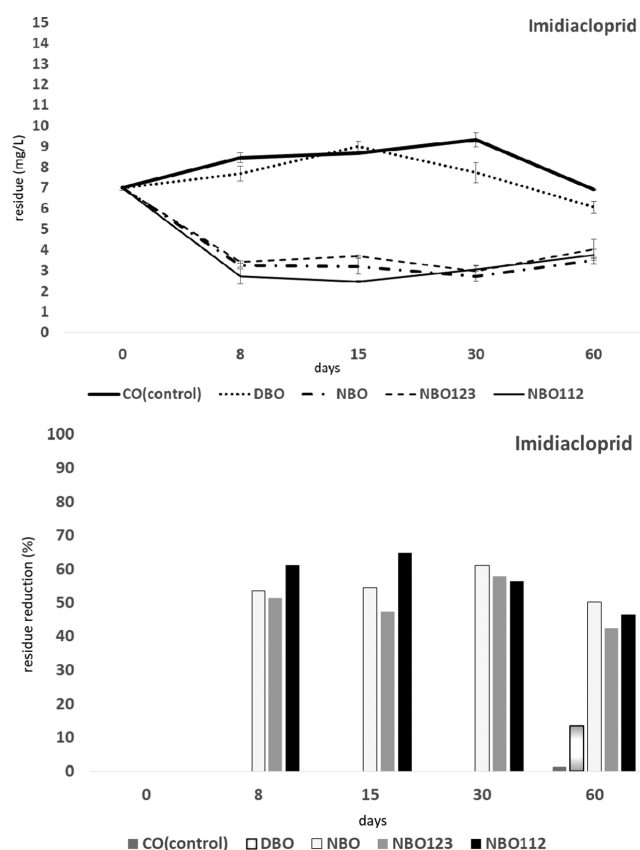 Imidiacloprid
15
14
13
12
11
10
9
8
7
6
5
4
3
2
1
0
residue (mg/L)
0 8 15 30 60
days
CO(control) DBO NBO NBO123 NBO112
Imidiacloprid
100
90
80
70
60
50
40
30
20
10
0
residue reduction (%)
0 8 15 30 60
days
CO(control) DBO NBO NBO123 NBO112